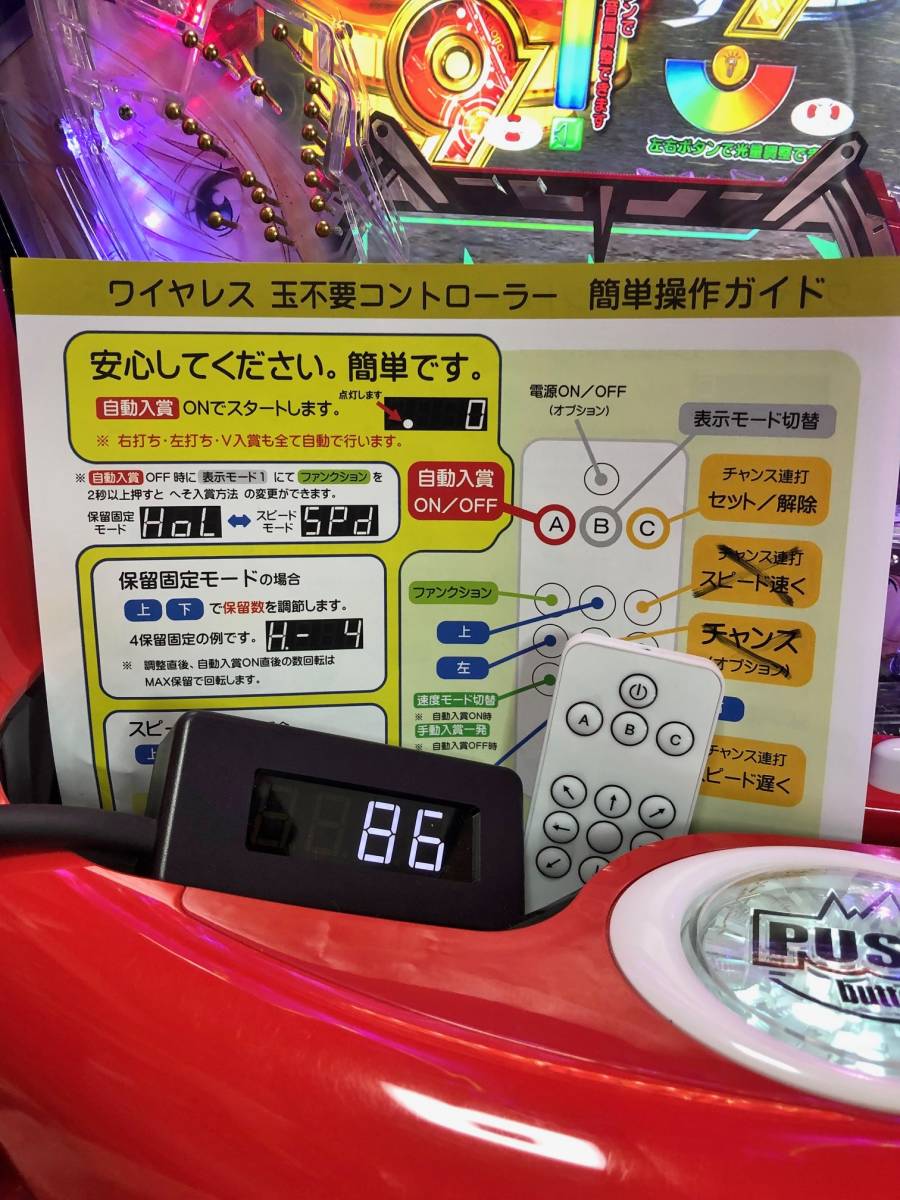 音量調整できます
左右ボタンで光量調整で
ワイヤレス 玉不要コントローラー 簡単操作ガイド
安心してください。簡単です。
自動入賞 ONでスタートします。
点灯します
0
※ 右打ち・左打ち・V入賞も全て自動で行います。
※ 自動入賞 OFF 時に 表示モード1 にて ファンクション を
2秒以上押すと へそ入賞方法 の変更ができます。
保留固定
モード
HoL
スピード
モード
SPd
保留固定モードの場合
上 下 で保留数を調節します。
4保留固定の例です。
H.- 4
※ 調整直後、自動入賞ON直後の数回転は
MAX保留で回転します。
スピ
上
電源ON/OFF
(オプション)
表示モード切替
自動入賞
ON/OFF
A
B
C
チャンス連打
セット/解除
チャンス連打
スピード速く
チャンス
(オプション)
ファンクション
上
左
速度モード切替
※ 自動入賞ON時
手動入賞一発
※ 自動入賞OFF時
チャンス連打
スピード遅く
A
B
C
86
PUS
butt